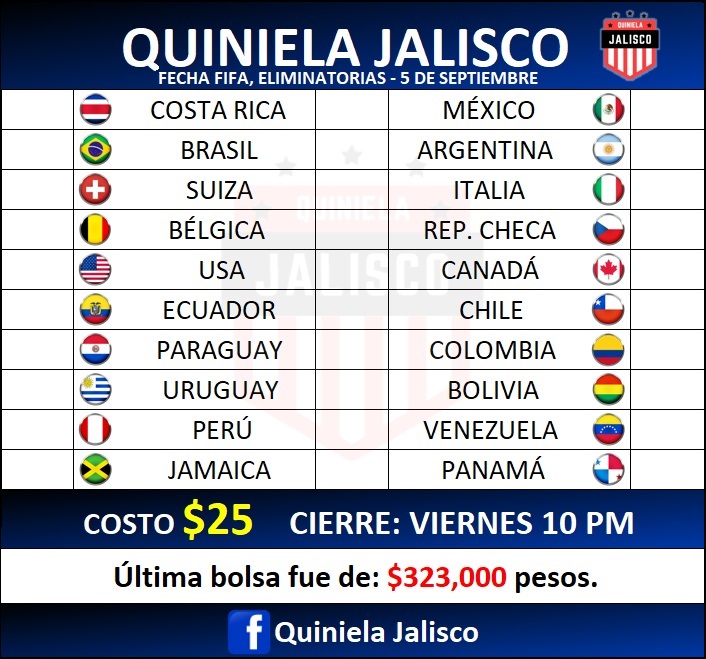 QUINIELA JALISCO
QUINIELA
JALISCO
FECHA FIFA, ELIMINATORIAS - 5 DE SEPTIEMBRE
COSTA RICA MÉXICO
BRASIL ARGENTINA
SUIZA ITALIA
QUINIELA
BÉLGICA REP. CHECA
USA CANADÁ
JALISCO
ECUADOR CHILE
PARAGUAY COLOMBIA
URUGUAY BOLIVIA
PERÚ VENEZUELA
JAMAICA PANAMÁ
COSTO $25 CIERRE: VIERNES 10 PM
Última bolsa fue de: $323,000 pesos.
f Quiniela Jalisco